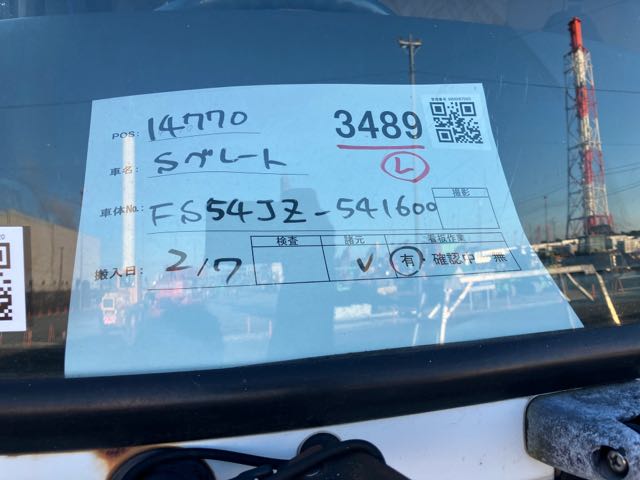 POS: 14770
3489
車名: Sグレート
L
車体No: FS54JZ-541600
撮影
検査 諸元 看板作業
搬入日: 2/7 ✓ 有・確認中・無